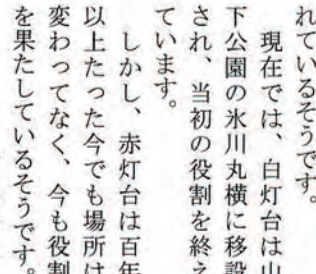 れているそうです。
　現在では、白灯台は山
下公園の氷川丸横に移設
され、当初の役割を終え
ています。
　しかし、赤灯台は百年
以上たった今でも場所は
変わってなく、今も役割
を果たしているそうです。